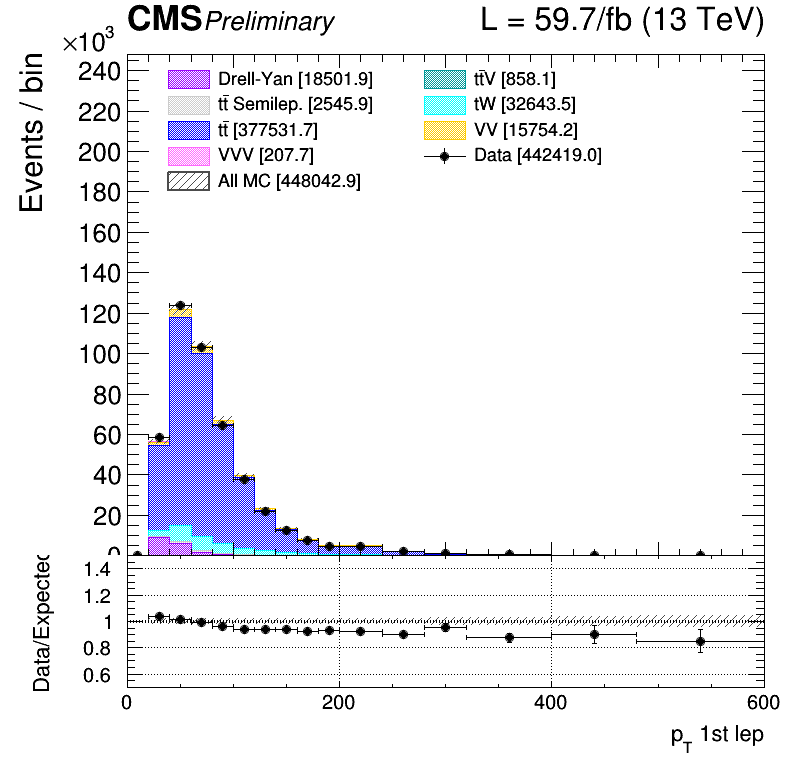 CMS Preliminary L = 59.7/fb (13 TeV)
×10³
Events / bin
240
220
200
180
160
140
120
100
80
60
40
20
0
Drell-Yan [18501.9]
tt̄ Semilep. [2545.9]
tt̄ [377531.7]
VVV [207.7]
All MC [448042.9]
tt̄V [858.1]
tW [32643.5]
VV [15754.2]
Data [442419.0]
Data/Expected
1.4
1.2
1
0.8
0.6
0 200 400 600
p_T 1st lep